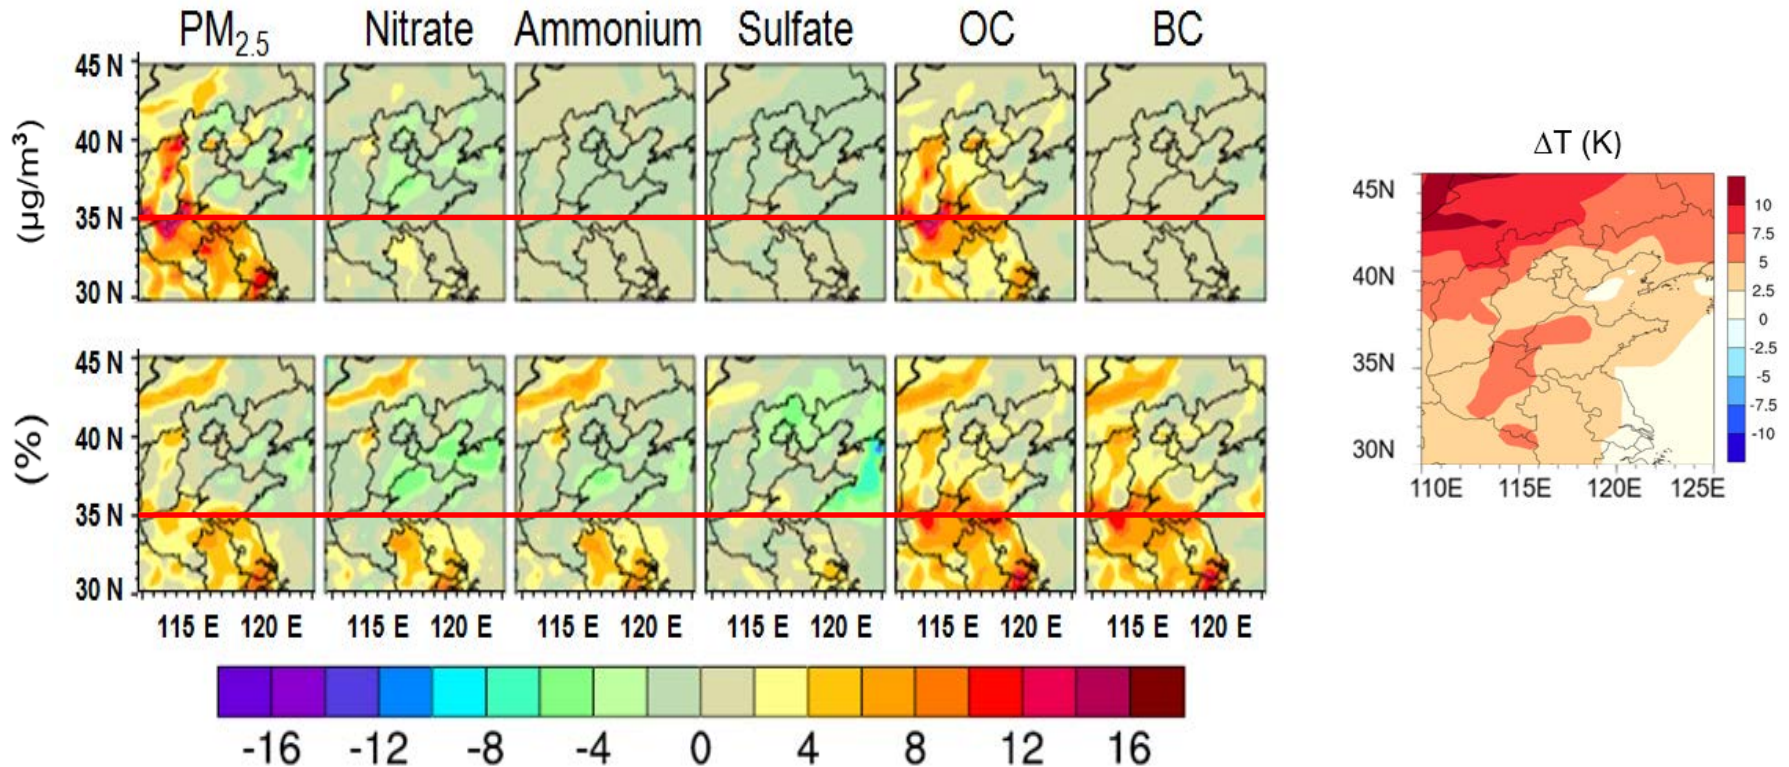 PM2.5 Nitrate Ammonium Sulfate OC BC
45 N
40 N
(μg/m³)
35 N
30 N
45 N
40 N
(%)
35 N
30 N
115 E 120 E 115 E 120 E 115 E 120 E 115 E 120 E 115 E 120 E 115 E 120 E
-16 -12 -8 -4 0 4 8 12 16
ΔT (K)
45N
40N
35N
30N
110E 115E 120E 125E
10
7.5
5
2.5
0
-2.5
-5
-7.5
-10